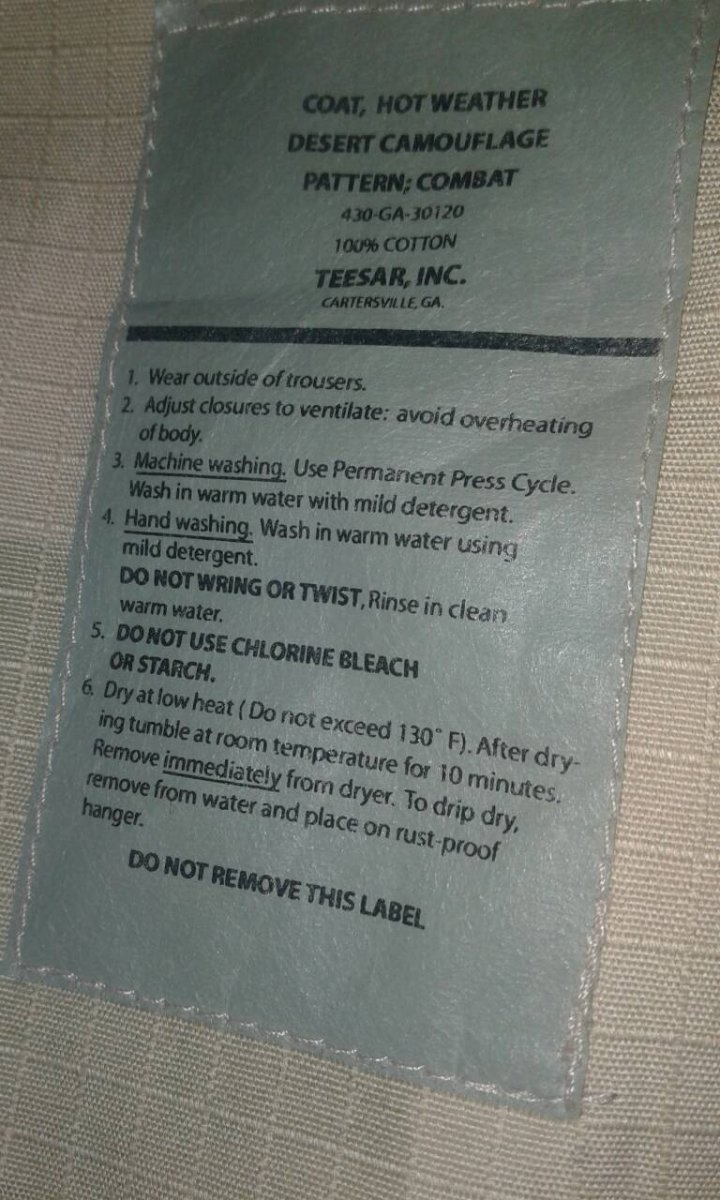 COAT, HOT WEATHER
DESERT CAMOUFLAGE
PATTERN; COMBAT
430-GA-30120
100% COTTON
TEESAR, INC.
CARTERSVILLE, GA.
1. Wear outside of trousers.
2. Adjust closures to ventilate: avoid overheating
of body.
3. Machine washing. Use Permanent Press Cycle.
Wash in warm water with mild detergent.
4. Hand washing. Wash in warm water using
mild detergent.
DO NOT WRING OR TWIST, Rinse in clean
warm water.
5. DO NOT USE CHLORINE BLEACH
OR STARCH.
6. Dry at low heat ( Do not exceed 130° F). After dry-
ing tumble at room temperature for 10 minutes.
Remove immediately from dryer. To drip dry,
remove from water and place on rust-proof
hanger.
DO NOT REMOVE THIS LABEL